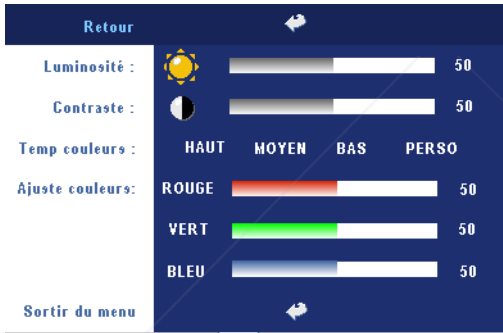 Retour
Luminosité : 50
Contraste : 50
Temp couleurs : HAUT MOYEN BAS PERSO
Ajuste couleurs: ROUGE 50
VERT 50
BLEU 50
Sortir du menu